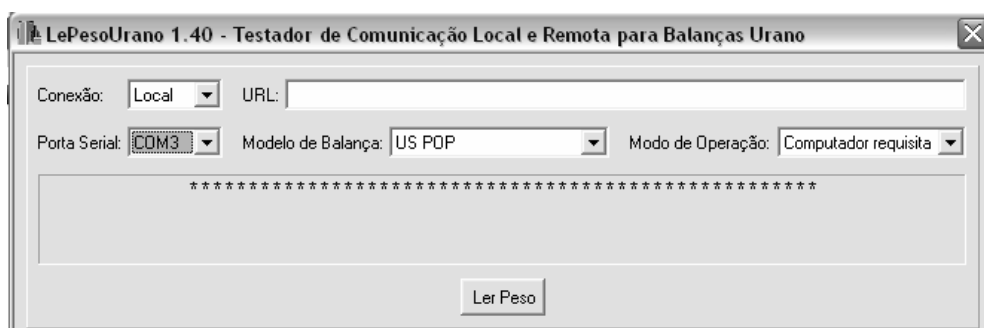 LePesoUrano 1.40 - Testador de Comunicação Local e Remota para Balanças Urano
Conexão: Local URL:
Porta Serial: COM3 Modelo de Balança: US POP Modo de Operação: Computador requisita
*****************************************************
Ler Peso